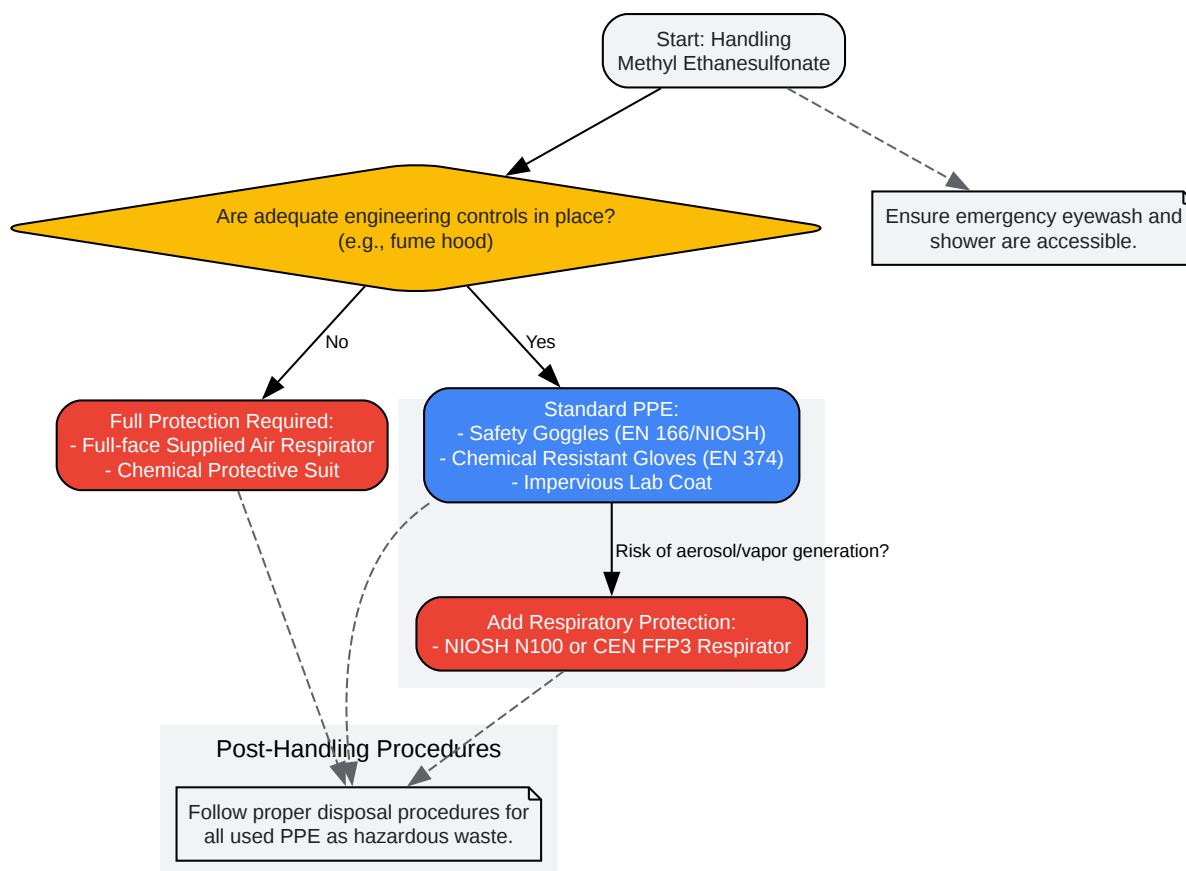 Start: Handling
Methyl Ethanesulfonate
Are adequate engineering controls in place?
(e.g., fume hood)
Ensure emergency eyewash and
shower are accessible.
No
Yes
Full Protection Required:
- Full-face Supplied Air Respirator
- Chemical Protective Suit
Standard PPE:
- Safety Goggles (EN 166/NIOSH)
- Chemical Resistant Gloves (EN 374)
- Impervious Lab Coat
Risk of aerosol/vapor generation?
Add Respiratory Protection:
- NIOSH N100 or CEN FFP3 Respirator
Post-Handling Procedures
Follow proper disposal procedures for
all used PPE as hazardous waste.